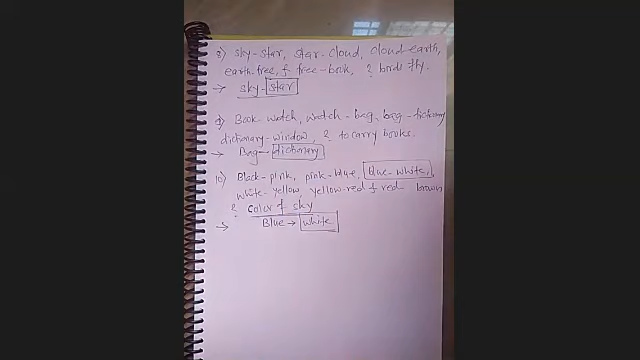 8) sky-star, star-cloud, cloud-earth,
earth-tree, & tree-book, ? birds fly.
→ sky-star
9) Book-watch, watch-bag, bag-dictionary
dictionary-window, ? to carry books.
→ Bag-dictionary
10) Black-pink, pink-blue, blue-white,
white-yellow, yellow-red & red-brown
? color of sky
→ Blue → white